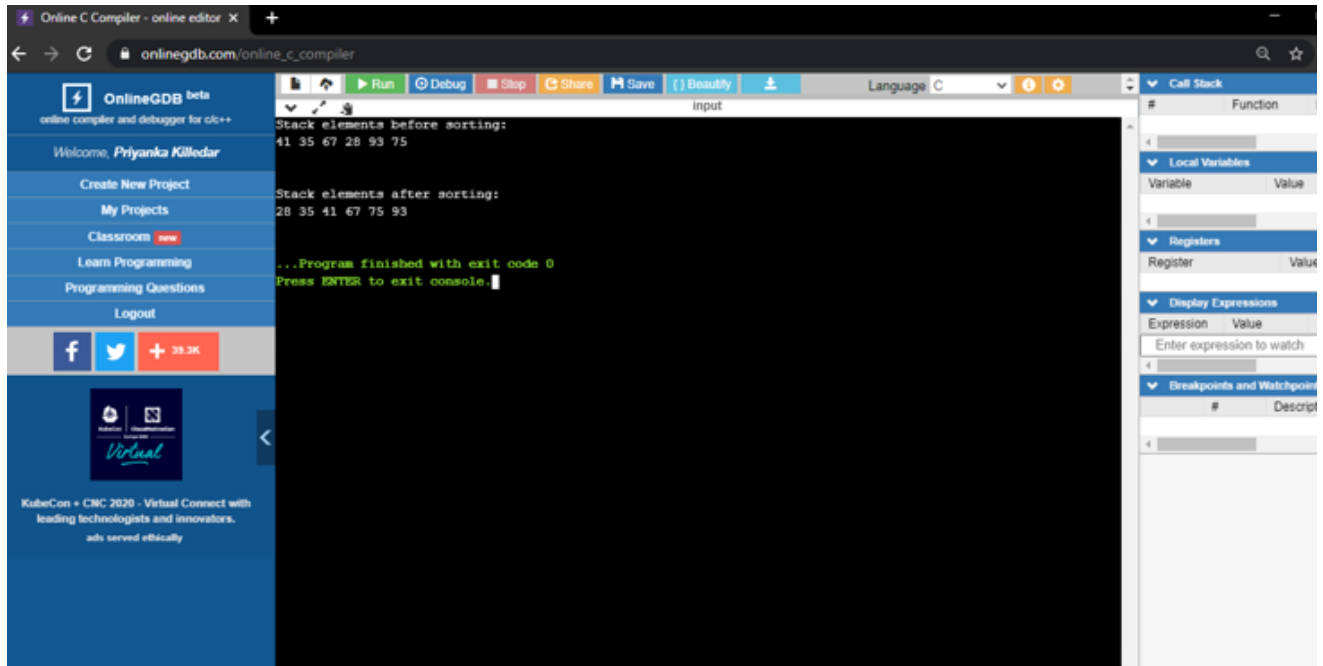 Online C Compiler - online editor
onlinegdb.com/online_c_compiler
OnlineGDB beta
online compiler and debugger for c/c++
Welcome, Priyanka Killedar
Create New Project
My Projects
Classroom new
Learn Programming
Programming Questions
Logout
39.3K
Virtual
KubeCon + CNC 2020 - Virtual Connect with
leading technologists and innovators.
ads served ethically
Run Debug Stop Share Save {} Beautify Language C
input
Stack elements before sorting:
41 35 67 28 93 75
Stack elements after sorting:
28 35 41 67 75 93
...Program finished with exit code 0
Press ENTER to exit console.
Call Stack
# Function
Local Variables
Variable Value
Registers
Register Value
Display Expressions
Expression Value
Enter expression to watch
Breakpoints and Watchpoint
# Descript